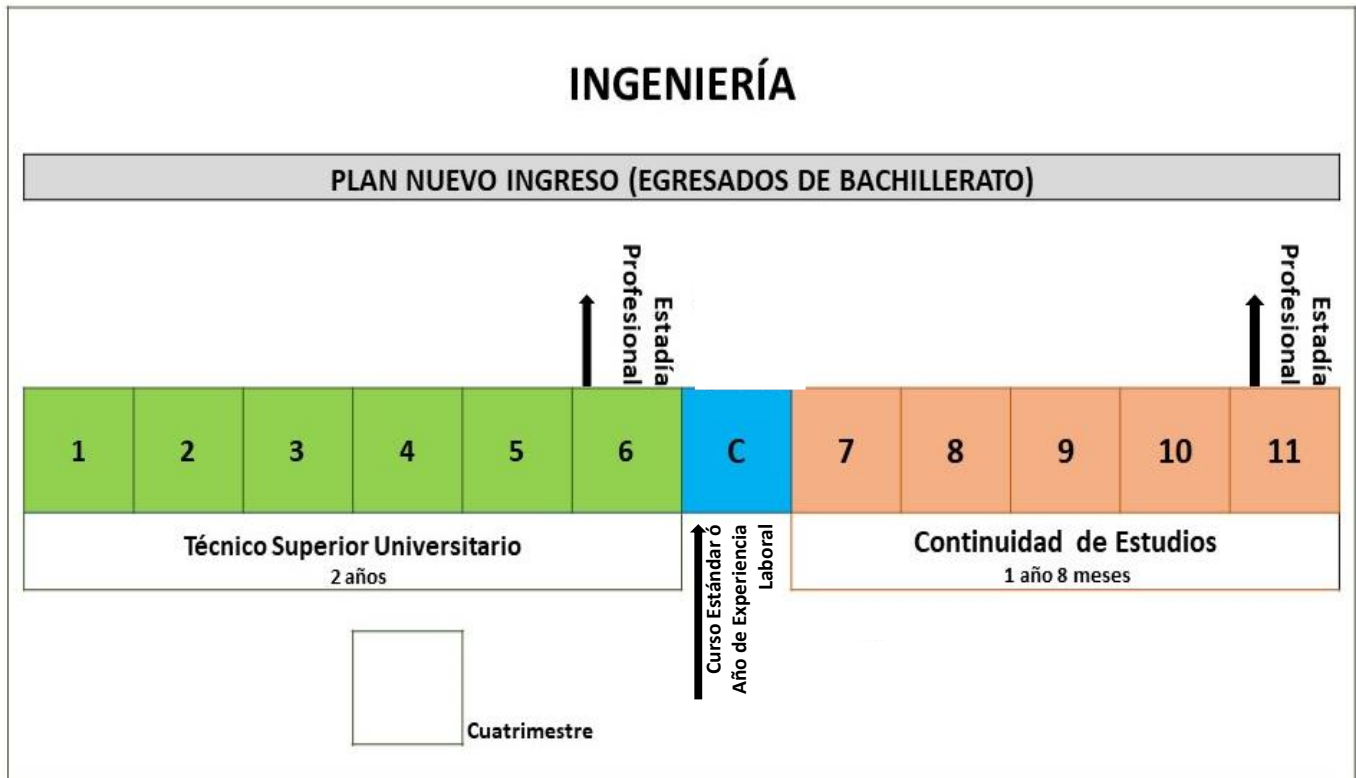 INGENIERÍA
PLAN NUEVO INGRESO (EGRESADOS DE BACHILLERATO)
Estadía
Profesional
Estadía
Profesional
1
2
3
4
5
6
C
7
8
9
10
11
Técnico Superior Universitario
2 años
Curso Estándar ó
Año de Experiencia
Laboral
Continuidad de Estudios
1 año 8 meses
Cuatrimestre